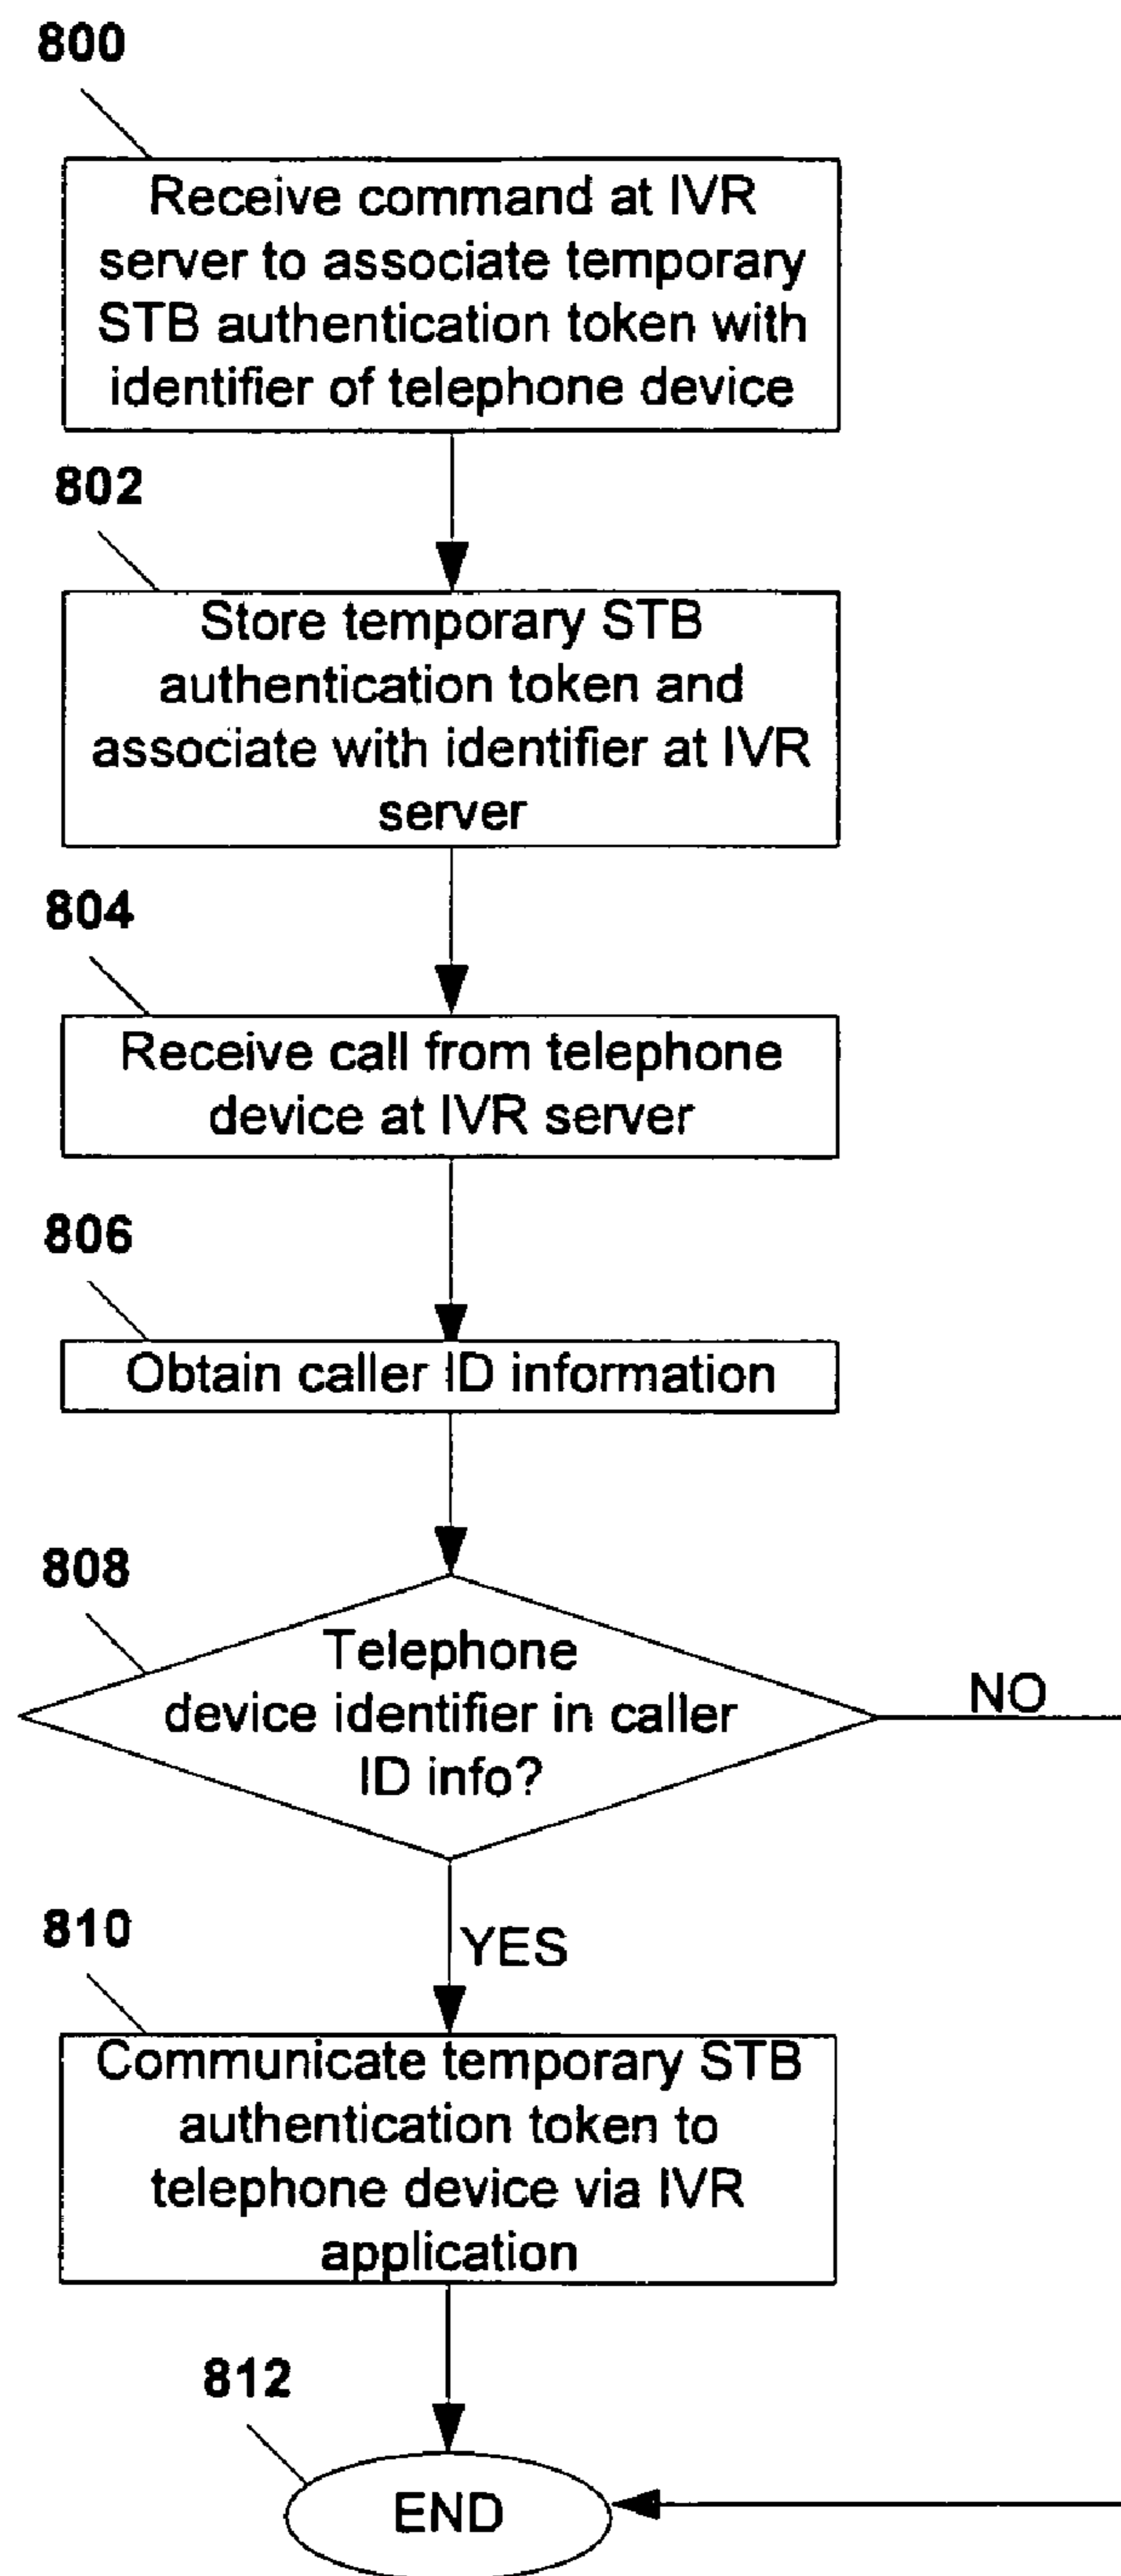 800
Receive command at IVR
server to associate temporary
STB authentication token with
identifier of telephone device
802
Store temporary STB
authentication token and
associate with identifier at IVR
server
804
Receive call from telephone
device at IVR server
806
Obtain caller ID information
808
Telephone
device identifier in caller
ID info?
NO
YES
810
Communicate temporary STB
authentication token to
telephone device via IVR
application
812
END